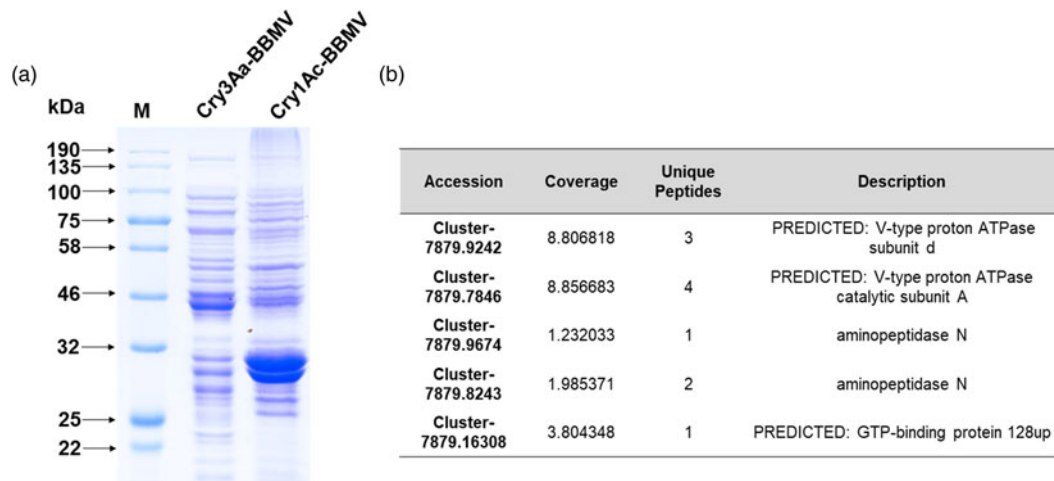 (a)
kDa
M
Cry3Aa-BBMV
Cry1Ac-BBMV
190
135
100
75
58
46
32
25
22
(b)
Accession Coverage Unique Peptides Description
Cluster-
7879.9242 8.806818 3 PREDICTED: V-type proton ATPase
subunit d
Cluster-
7879.7846 8.856683 4 PREDICTED: V-type proton ATPase
catalytic subunit A
Cluster-
7879.9674 1.232033 1 aminopeptidase N
Cluster-
7879.8243 1.985371 2 aminopeptidase N
Cluster-
7879.16308 3.804348 1 PREDICTED: GTP-binding protein 128up